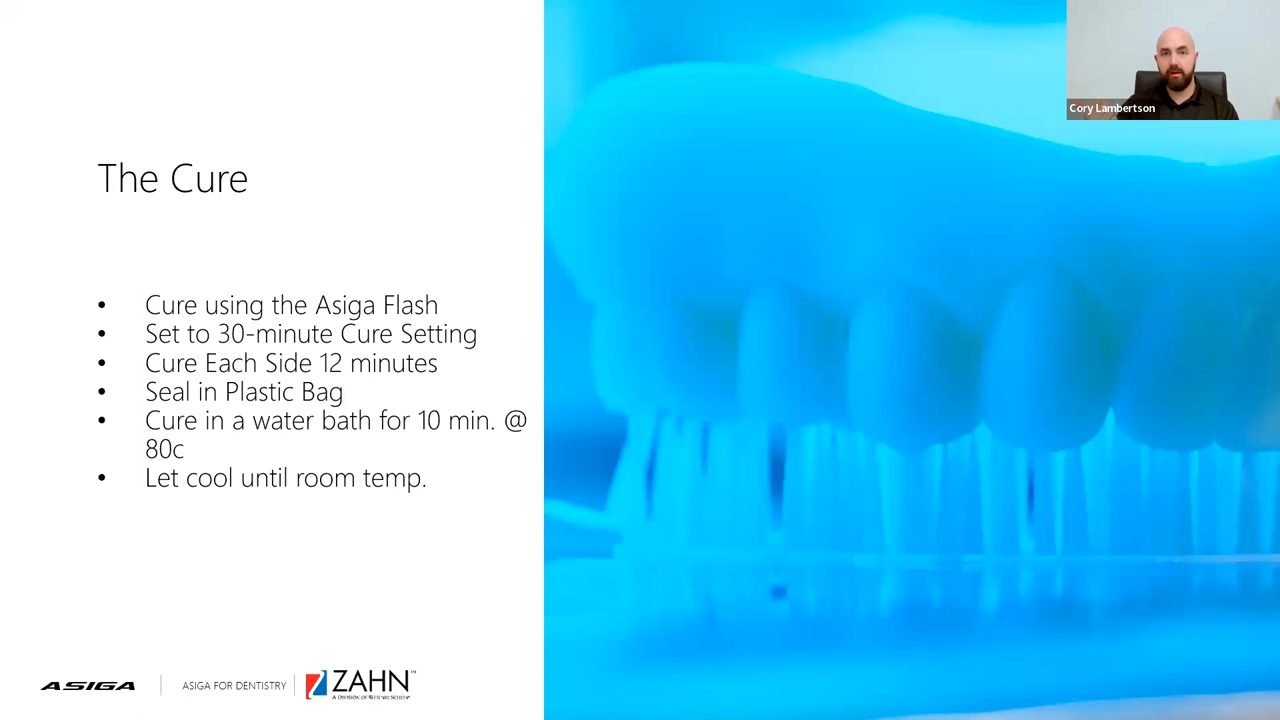 Cory Lambertson
The Cure
• Cure using the Asiga Flash
• Set to 30-minute Cure Setting
• Cure Each Side 12 minutes
• Seal in Plastic Bag
• Cure in a water bath for 10 min. @
80c
• Let cool until room temp.
ASIGA
ASIGA FOR DENTISTRY
ZAHN™
A DIVISION OF HENRY SCHEIN®